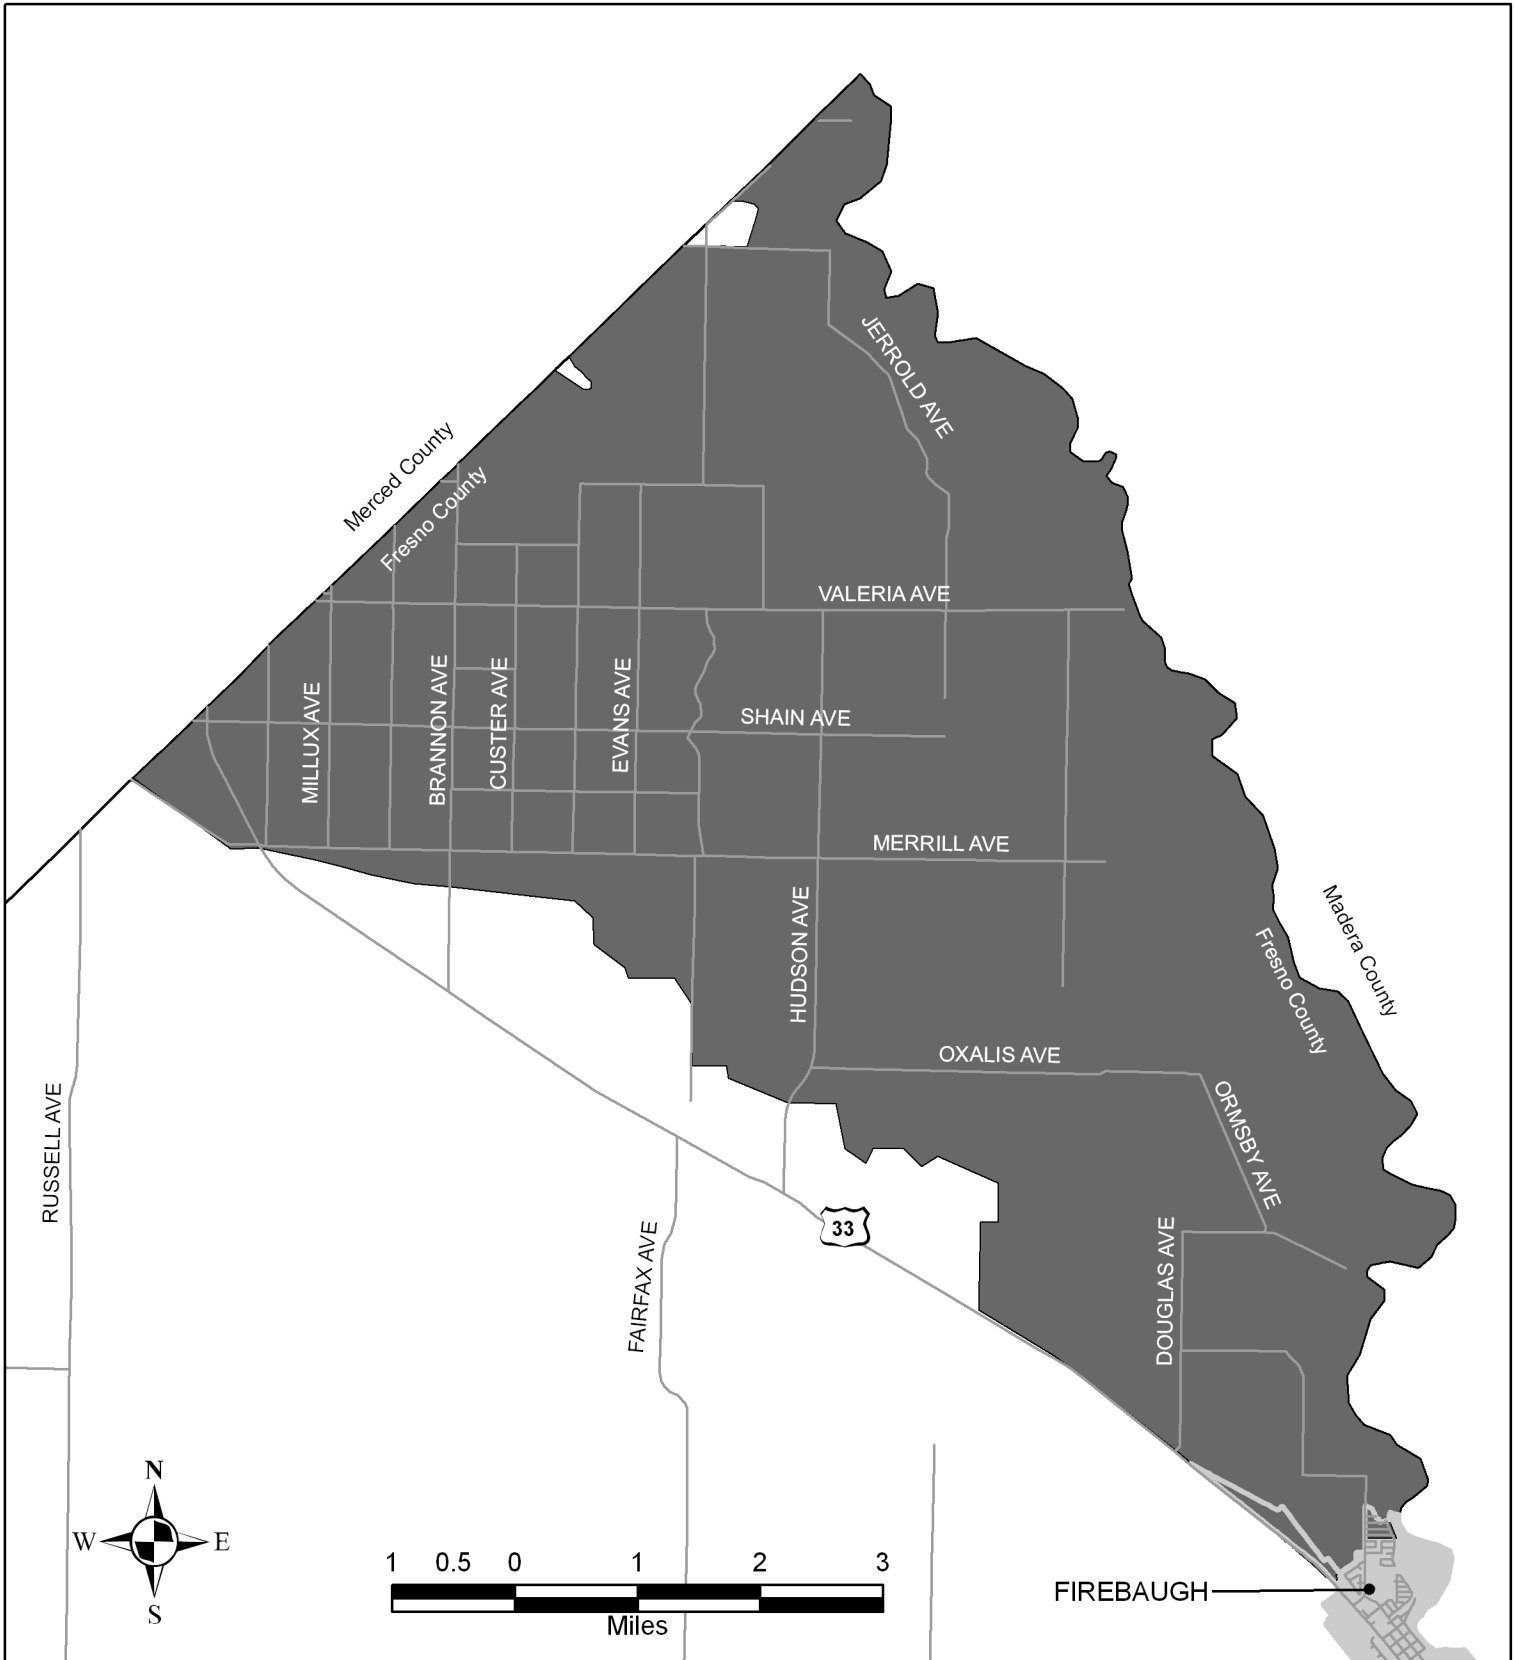 JERROLD AVE
Merced County
Fresno County
VALERIA AVE
MILLUX AVE
BRANNON AVE
CUSTER AVE
EVANS AVE
SHAIN AVE
MERRILL AVE
HUDSON AVE
Madera County
Fresno County
OXALIS AVE
RUSSELL AVE
ORMSBY AVE
33
FAIRFAX AVE
DOUGLAS AVE
N
W E
S
1 0.5 0 1 2 3
Miles
FIREBAUGH